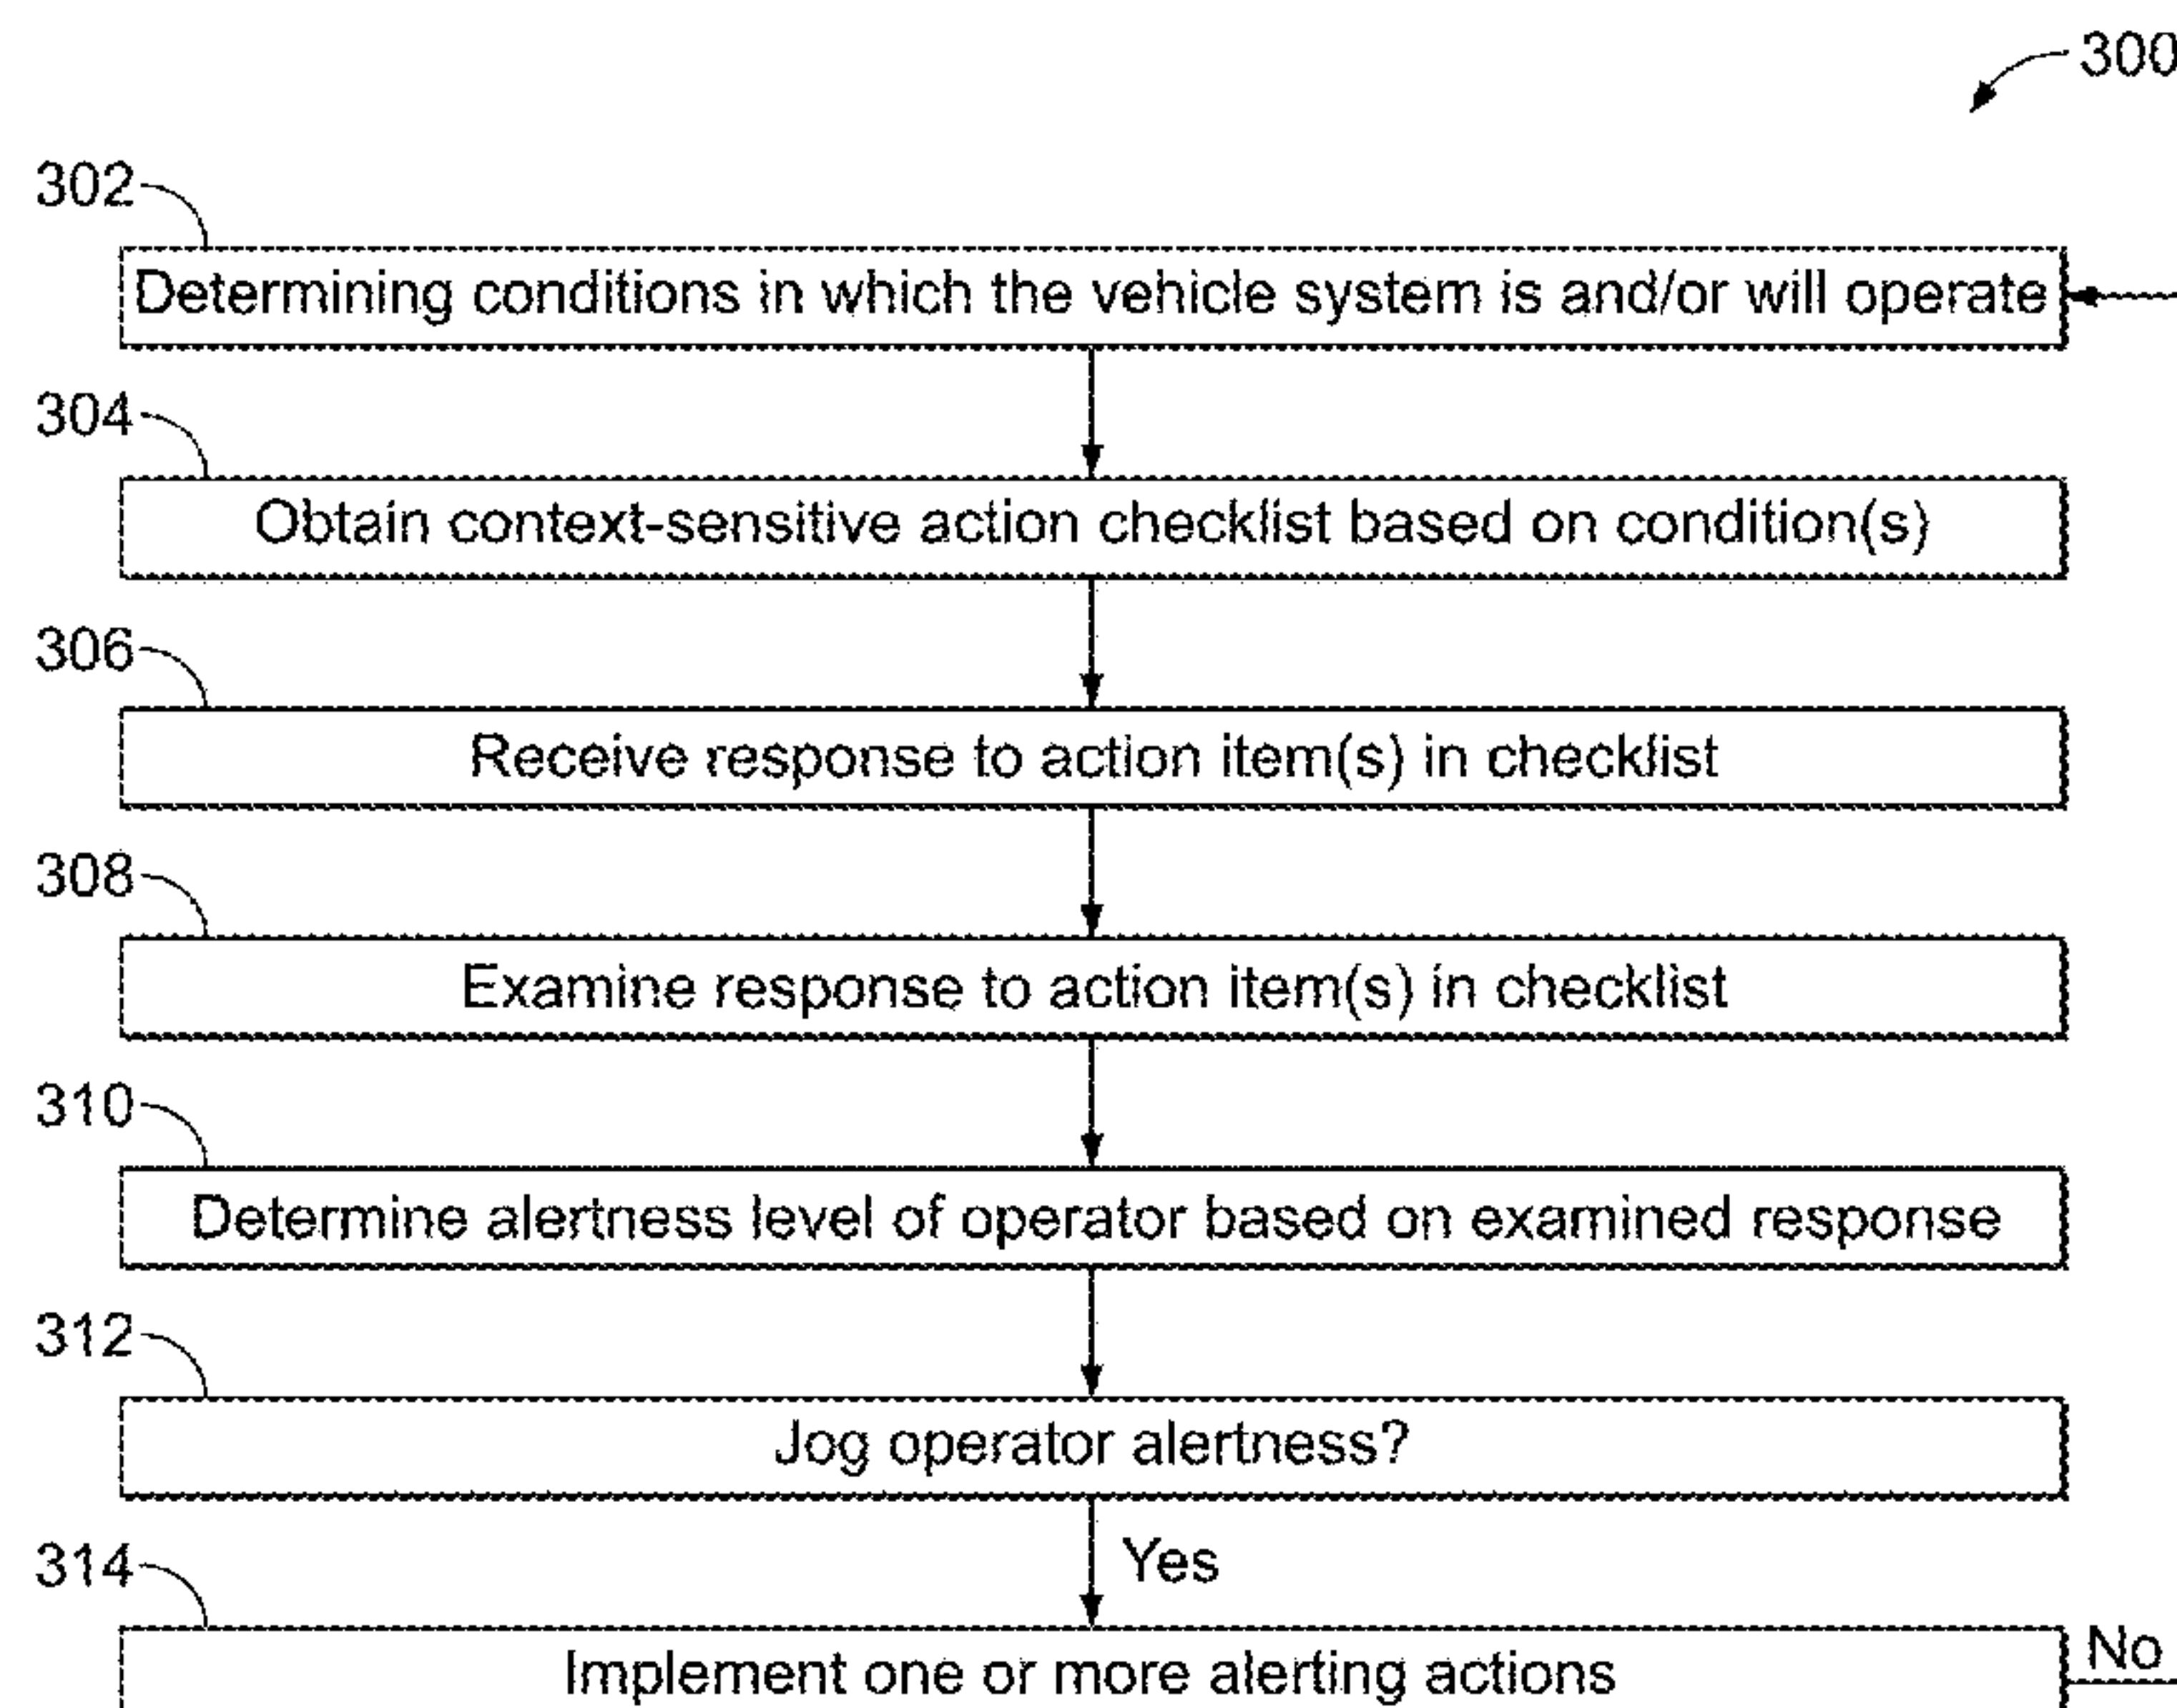 300
302
Determining conditions in which the vehicle system is and/or will operate
304
Obtain context-sensitive action checklist based on condition(s)
306
Receive response to action item(s) in checklist
308
Examine response to action item(s) in checklist
310
Determine alertness level of operator based on examined response
312
Jog operator alertness?
Yes
314
Implement one or more alerting actions
No